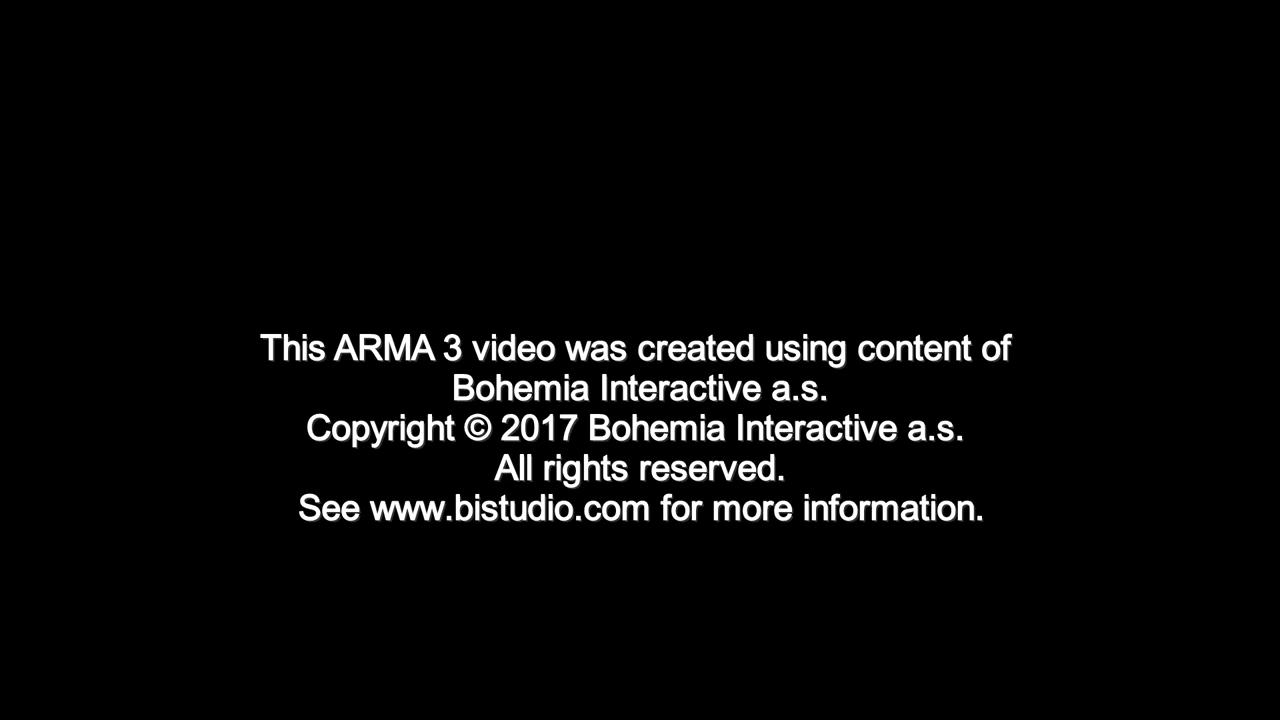 This ARMA 3 video was created using content of
Bohemia Interactive a.s.
Copyright © 2017 Bohemia Interactive a.s.
All rights reserved.
See www.bistudio.com for more information.